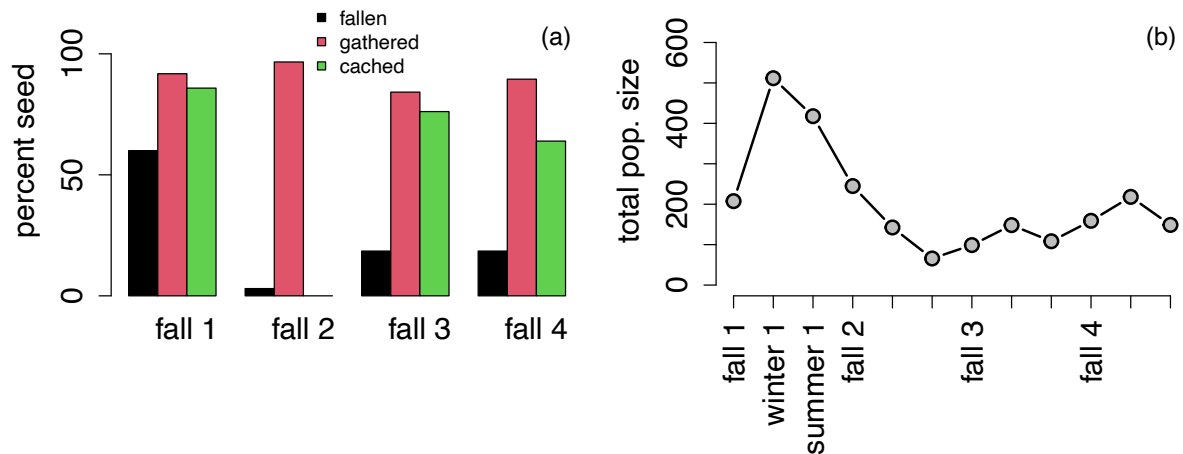 fallen
gathered
cached
(a)
percent seed
0
50
100
fall 1
fall 2
fall 3
fall 4
(b)
total pop. size
0
200
400
600
fall 1
winter 1
summer 1
fall 2
fall 3
fall 4